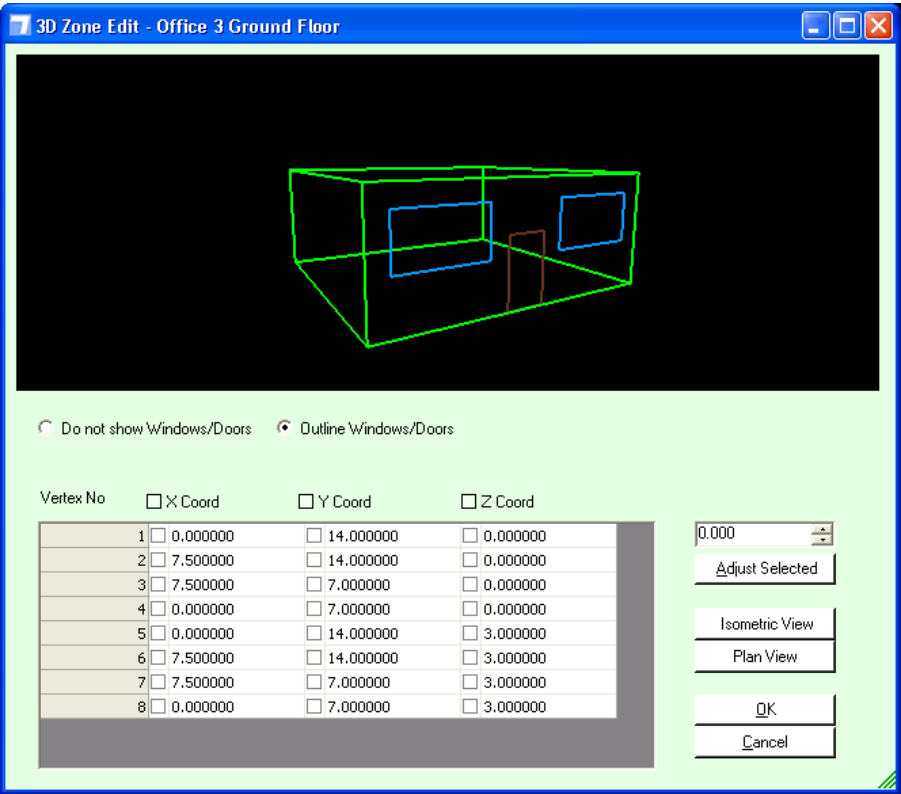 3D Zone Edit - Office 3 Ground Floor
Do not show Windows/Doors Outline Windows/Doors
Vertex No X Coord Y Coord Z Coord
1 0.000000 14.000000 0.000000
2 7.500000 14.000000 0.000000
3 7.500000 7.000000 0.000000
4 0.000000 7.000000 0.000000
5 0.000000 14.000000 3.000000
6 7.500000 14.000000 3.000000
7 7.500000 7.000000 3.000000
8 0.000000 7.000000 3.000000
0.000
Adjust Selected
Isometric View
Plan View
OK
Cancel